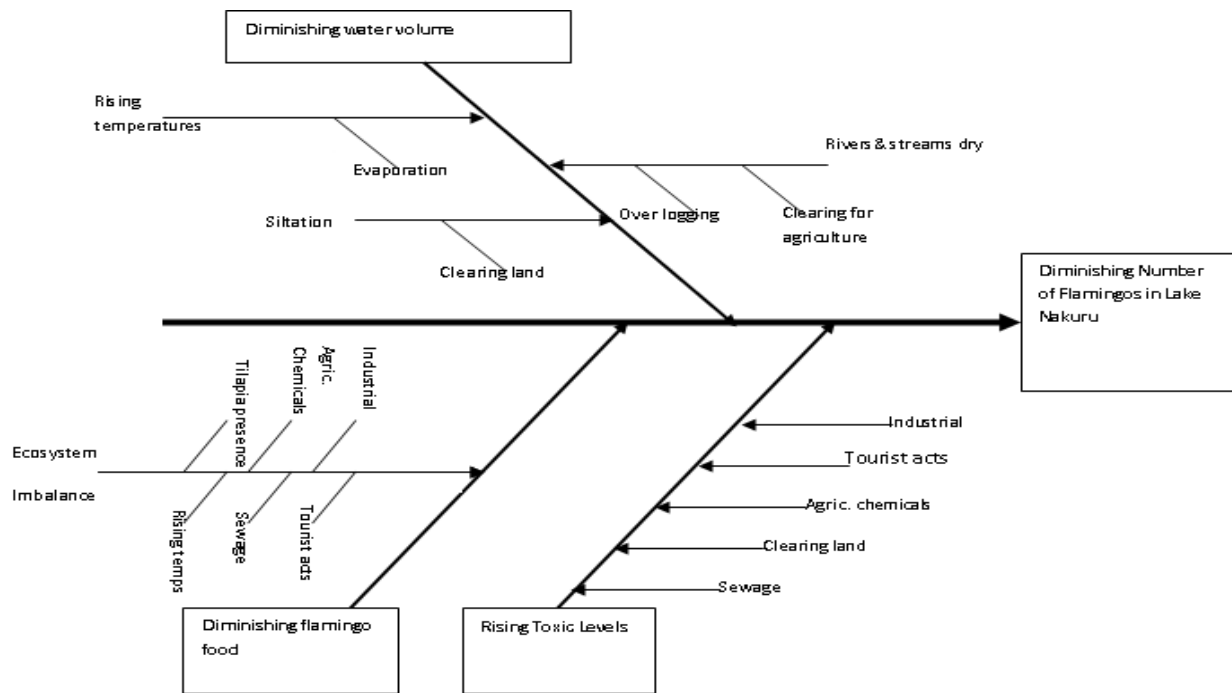 Diminishing water volume
Rising
temperatures
Evaporation
Rivers & streams dry
Over logging
Clearing for
agriculture
Siltation
Clearing land
Diminishing Number
of Flamingos in Lake
Nakuru
Tilapia presence
Agric.
Chemicals
Industrial
Ecosystem
Imbalance
Rising temps
Sewage
Tourist acts
Industrial
Tourist acts
Agric. chemicals
Clearing land
Sewage
Diminishing flamingo
food
Rising Toxic Levels